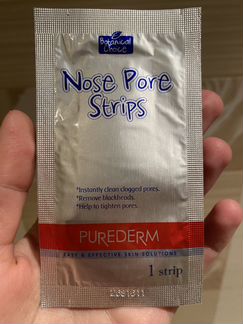 Botanical
Choice
Nose Pore
Strips
*Instantly clean clogged pores.
*Remove blackheads.
*Help to tighten pores.
PUREDERM
EASY & EFFECTIVE SKIN SOLUTIONS
1 strip